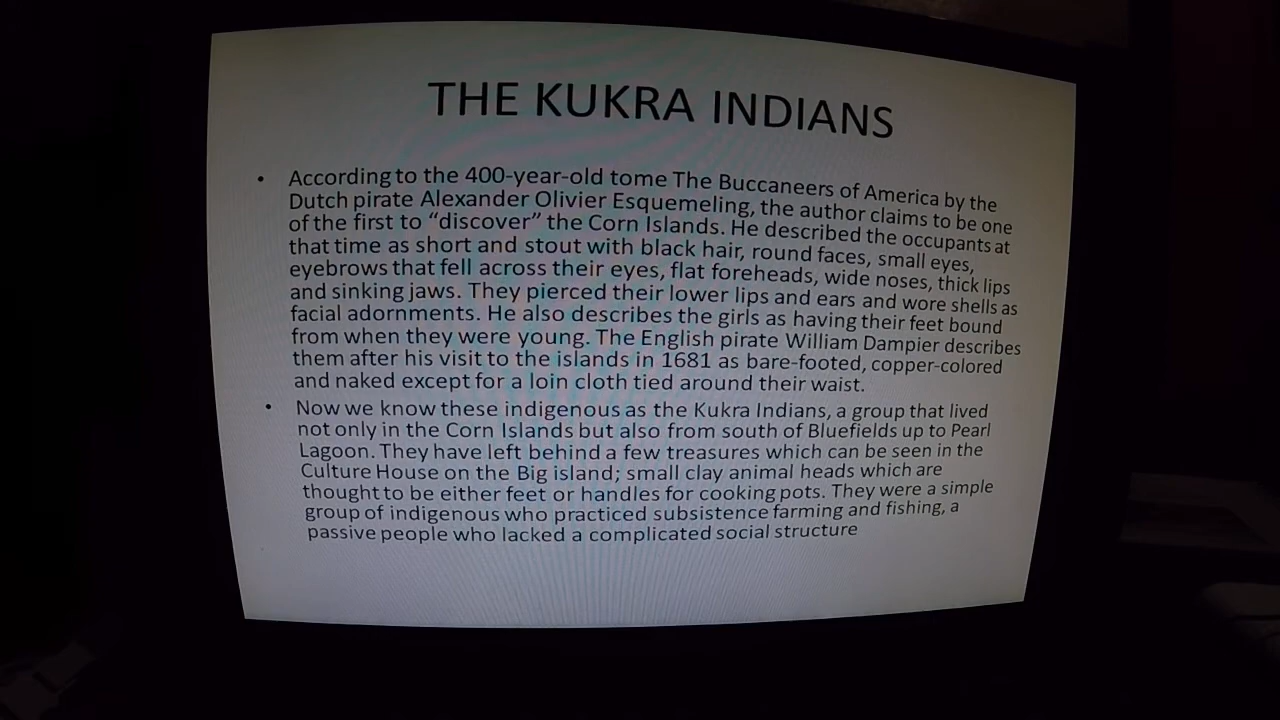 THE KUKRA INDIANS
• According to the 400-year-old tome The Buccaneers of America by the
Dutch pirate Alexander Olivier Esquemeling, the author claims to be one
of the first to “discover” the Corn Islands. He described the occupants at
that time as short and stout with black hair, round faces, small eyes,
eyebrows that fell across their eyes, flat foreheads, wide noses, thick lips
and sinking jaws. They pierced their lower lips and ears and wore shells as
facial adornments. He also describes the girls as having their feet bound
from when they were young. The English pirate William Dampier describes
them after his visit to the islands in 1681 as bare-footed, copper-colored
and naked except for a loin cloth tied around their waist.
• Now we know these indigenous as the Kukra Indians, a group that lived
not only in the Corn Islands but also from south of Bluefields up to Pearl
Lagoon. They have left behind a few treasures which can be seen in the
Culture House on the Big island; small clay animal heads which are
thought to be either feet or handles for cooking pots. They were a simple
group of indigenous who practiced subsistence farming and fishing, a
passive people who lacked a complicated social structure